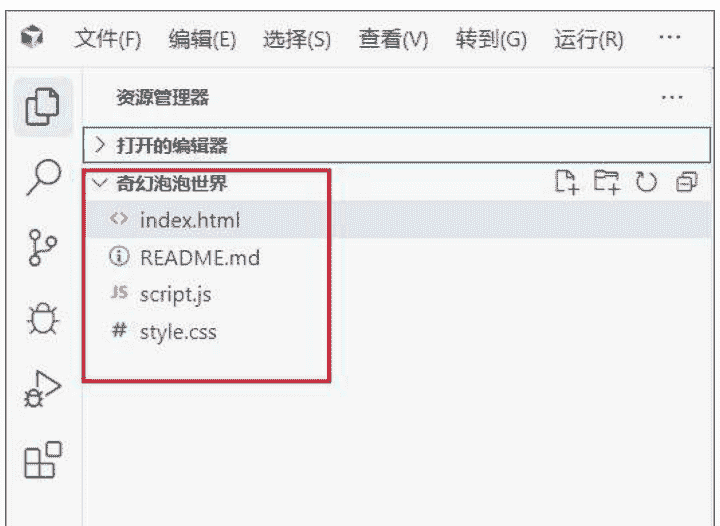 文件(F) 编辑(E) 选择(S) 查看(V) 转到(G) 运行(R) ···
资源管理器 ···
打开的编辑器
奇幻泡泡世界
<> index.html
README.md
JS script.js
# style.css